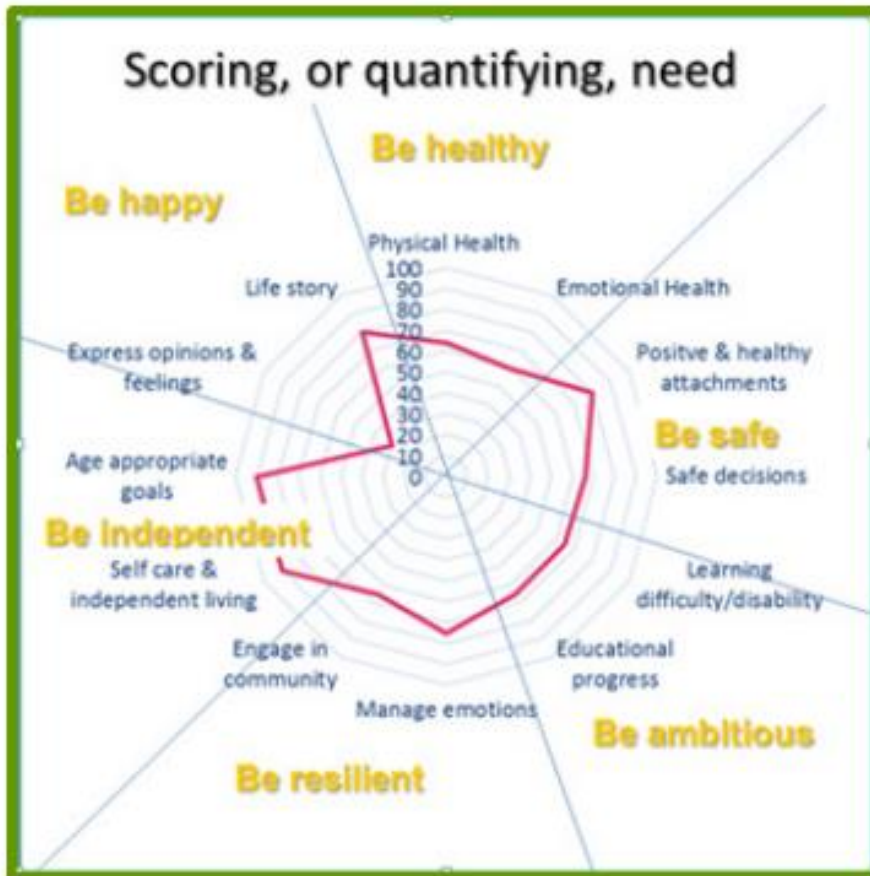 Scoring, or quantifying, need
Be healthy
Be happy
Physical Health
100
90
80
70
60
50
40
30
20
10
0
Life story
Emotional Health
Express opinions &
feelings
Positve & healthy
attachments
Be safe
Age appropriate
goals
Safe decisions
Be independent
Self care &
independent living
Learning
difficulty/disability
Engage in
community
Educational
progress
Manage emotions
Be ambitious
Be resilient